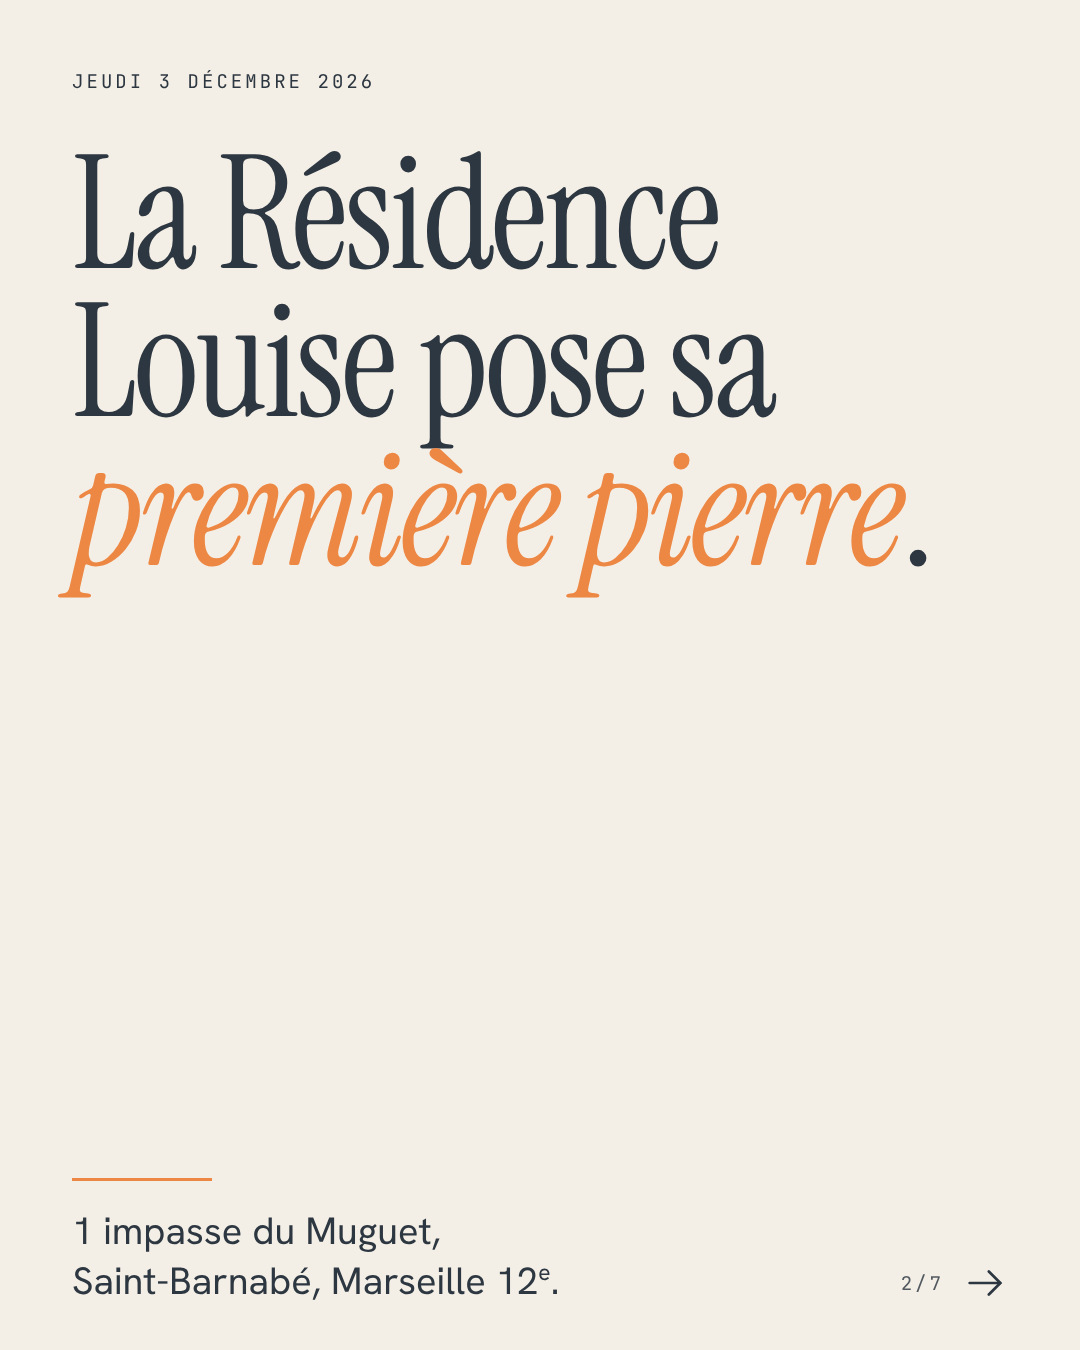 JEUDI 3 DÉCEMBRE 2026
La Résidence
Louise pose sa
première pierre.
1 impasse du Muguet,
Saint-Barnabé, Marseille 12ᵉ.
2/7 →